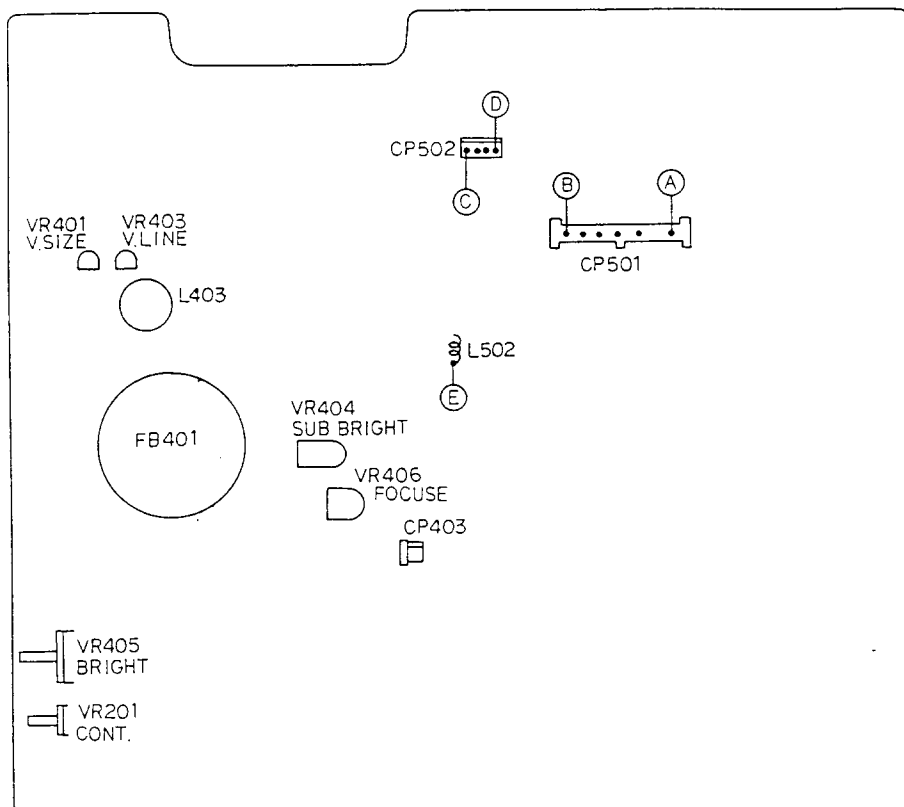 D
CP502
C
B
A
CP501
VR401
V.SIZE
VR403
V.LINE
L403
L502
E
FB401
VR404
SUB BRIGHT
VR406
FOCUSE
CP403
VR405
BRIGHT
VR201
CONT.